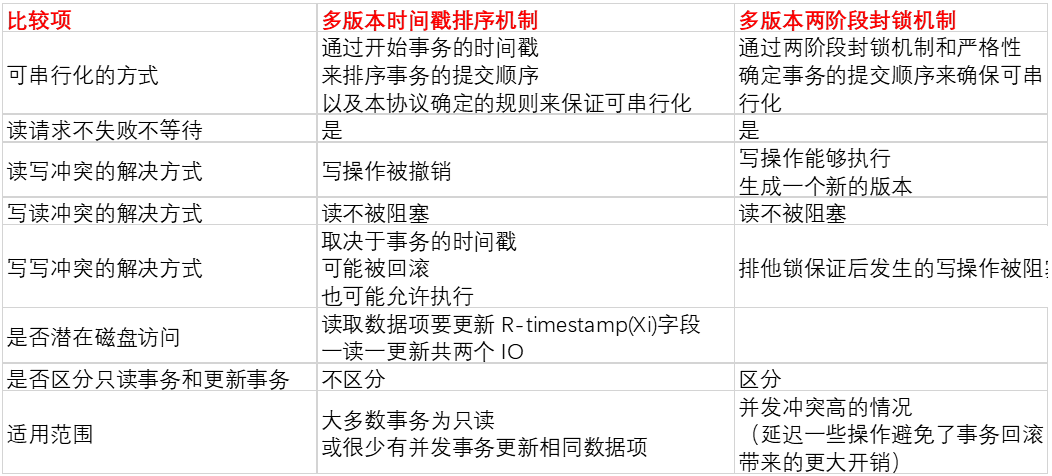 比较项
多版本时间戳排序机制
多版本两阶段封锁机制
可串行化的方式
通过开始事务的时间戳
来排序事务的提交顺序
以及本协议确定的规则来保证可串行化
通过两阶段封锁机制和严格性
确定事务的提交顺序来确保可串
行化
读请求不失败不等待
是
是
读写冲突的解决方式
写操作被撤销
写操作能够执行
生成一个新的版本
写读冲突的解决方式
读不被阻塞
读不被阻塞
写写冲突的解决方式
取决于事务的时间戳
可能被回滚
也可能允许执行
排他锁保证后发生的写操作被阻
是否潜在磁盘访问
读取数据项要更新 R-timestamp(Xi)字段
一读一更新共两个 IO
是否区分只读事务和更新事务
不区分
区分
适用范围
大多数事务为只读
或很少有并发事务更新相同数据项
并发冲突高的情况
（延迟一些操作避免了事务回滚
带来的更大开销）